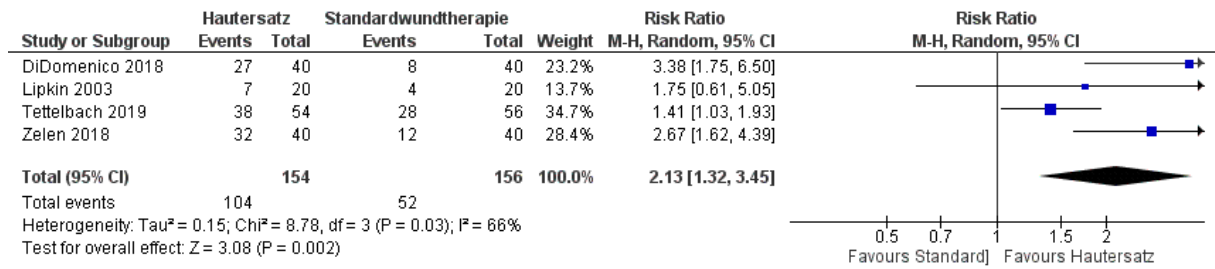 Hautersatz Standardwundtherapie Risk Ratio Risk Ratio
Study or Subgroup Events Total Events Total Weight M-H, Random, 95% CI M-H, Random, 95% CI
DiDomenico 2018 27 40 8 40 23.2% 3.38 [1.75, 6.50]
Lipkin 2003 7 20 4 20 13.7% 1.75 [0.61, 5.05]
Tettelbach 2019 38 54 28 56 34.7% 1.41 [1.03, 1.93]
Zelen 2018 32 40 12 40 28.4% 2.67 [1.62, 4.39]
Total (95% CI) 154 156 100.0% 2.13 [1.32, 3.45]
Total events 104 52
Heterogeneity: Tau² = 0.15; Chi² = 8.78, df = 3 (P = 0.03); I² = 66%
Test for overall effect: Z = 3.08 (P = 0.002)
0.5 0.7 1 1.5 2
Favours Standard] Favours Hautersatz